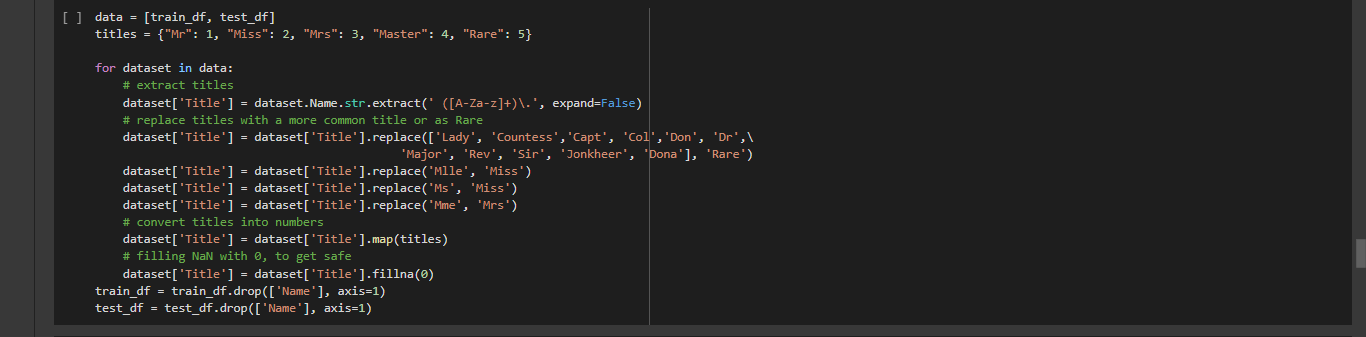 [ ] data = [train_df, test_df]
titles = {"Mr": 1, "Miss": 2, "Mrs": 3, "Master": 4, "Rare": 5}
for dataset in data:
# extract titles
dataset['Title'] = dataset.Name.str.extract(' ([A-Za-z]+)\.', expand=False)
# replace titles with a more common title or as Rare
dataset['Title'] = dataset['Title'].replace(['Lady', 'Countess','Capt', 'Col','Don', 'Dr',\
'Major', 'Rev', 'Sir', 'Jonkheer', 'Dona'], 'Rare')
dataset['Title'] = dataset['Title'].replace('Mlle', 'Miss')
dataset['Title'] = dataset['Title'].replace('Ms', 'Miss')
dataset['Title'] = dataset['Title'].replace('Mme', 'Mrs')
# convert titles into numbers
dataset['Title'] = dataset['Title'].map(titles)
# filling NaN with 0, to get safe
dataset['Title'] = dataset['Title'].fillna(0)
train_df = train_df.drop(['Name'], axis=1)
test_df = test_df.drop(['Name'], axis=1)